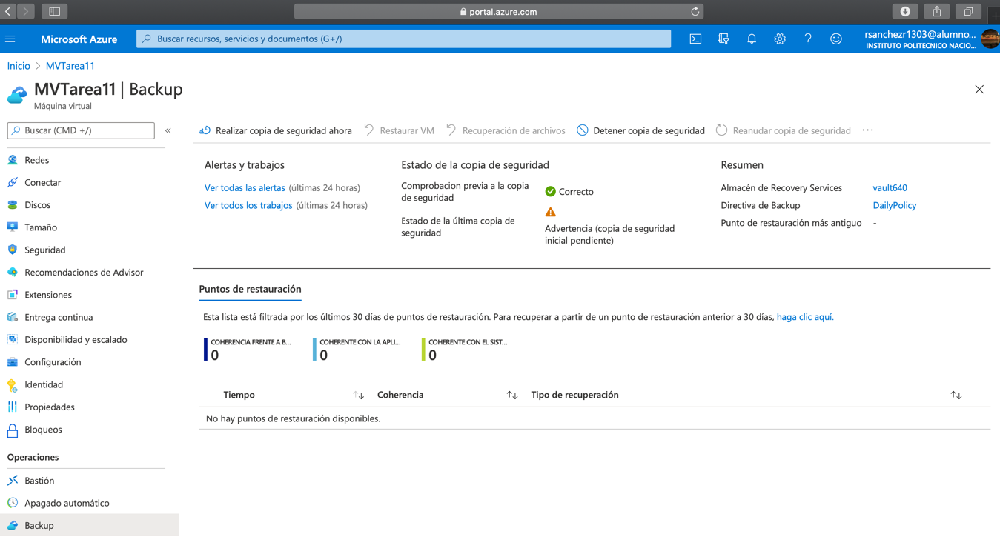 portal.azure.com
Microsoft Azure
Buscar recursos, servicios y documentos (G+/)
rsanchezr1303@alumno...
INSTITUTO POLITECNICO NACIO...
Inicio > MVTarea11
MVTarea11 | Backup
Máquina virtual
Buscar (CMD +/)
«
Redes
Conectar
Discos
Tamaño
Seguridad
Recomendaciones de Advisor
Extensiones
Entrega continua
Disponibilidad y escalado
Configuración
Identidad
Propiedades
Bloqueos
Operaciones
Bastión
Apagado automático
Backup
Realizar copia de seguridad ahora
Restaurar VM
Recuperación de archivos
Detener copia de seguridad
Reanudar copia de seguridad
...
Alertas y trabajos
Ver todas las alertas (últimas 24 horas)
Ver todos los trabajos (últimas 24 horas)
Estado de la copia de seguridad
Comprobacion previa a la copia
de seguridad
Correcto
Estado de la última copia de
seguridad
Advertencia (copia de seguridad
inicial pendiente)
Resumen
Almacén de Recovery Services vault640
Directiva de Backup DailyPolicy
Punto de restauración más antiguo -
Puntos de restauración
Esta lista está filtrada por los últimos 30 días de puntos de restauración. Para recuperar a partir de un punto de restauración anterior a 30 días, haga clic aquí.
COHERENCIA FRENTE A B...
0
COHERENTE CON LA APLI...
0
COHERENTE CON EL SIST...
0
Tiempo Coherencia Tipo de recuperación
No hay puntos de restauración disponibles.